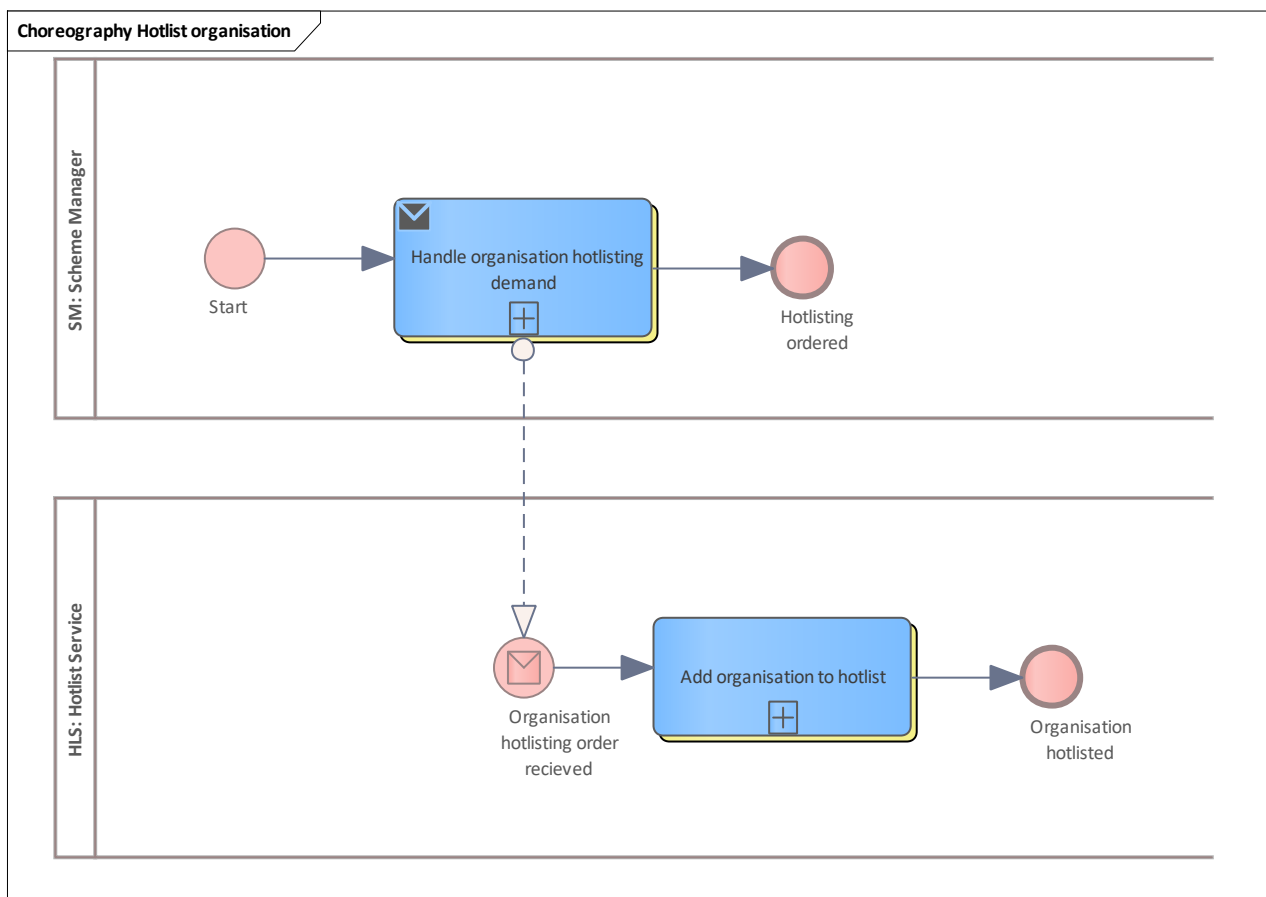 Choreography Hotlist organisation
SM: Scheme Manager
Start
Handle organisation hotlisting
demand
Hotlisting
ordered
HLS: Hotlist Service
Organisation
hotlisting order
recieved
Add organisation to hotlist
Organisation
hotlisted